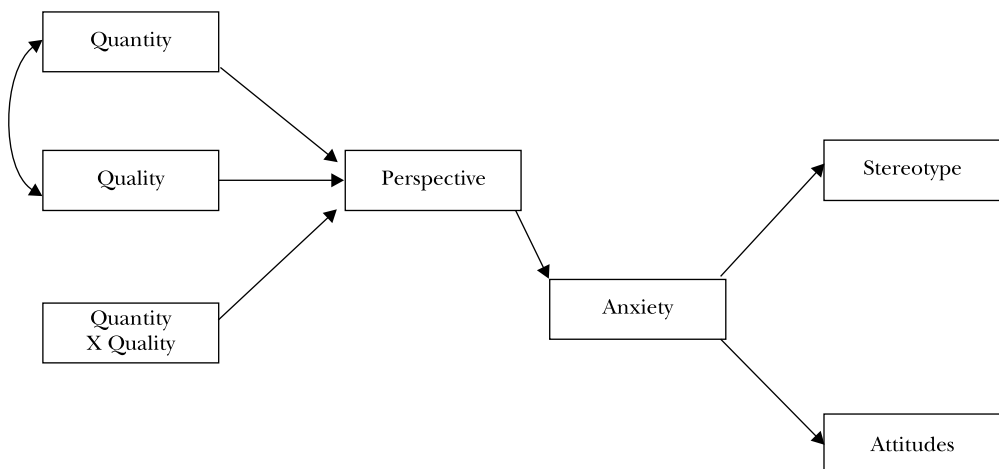 Quantity
Quality
Perspective
Stereotype
Anxiety
Quantity
X Quality
Attitudes